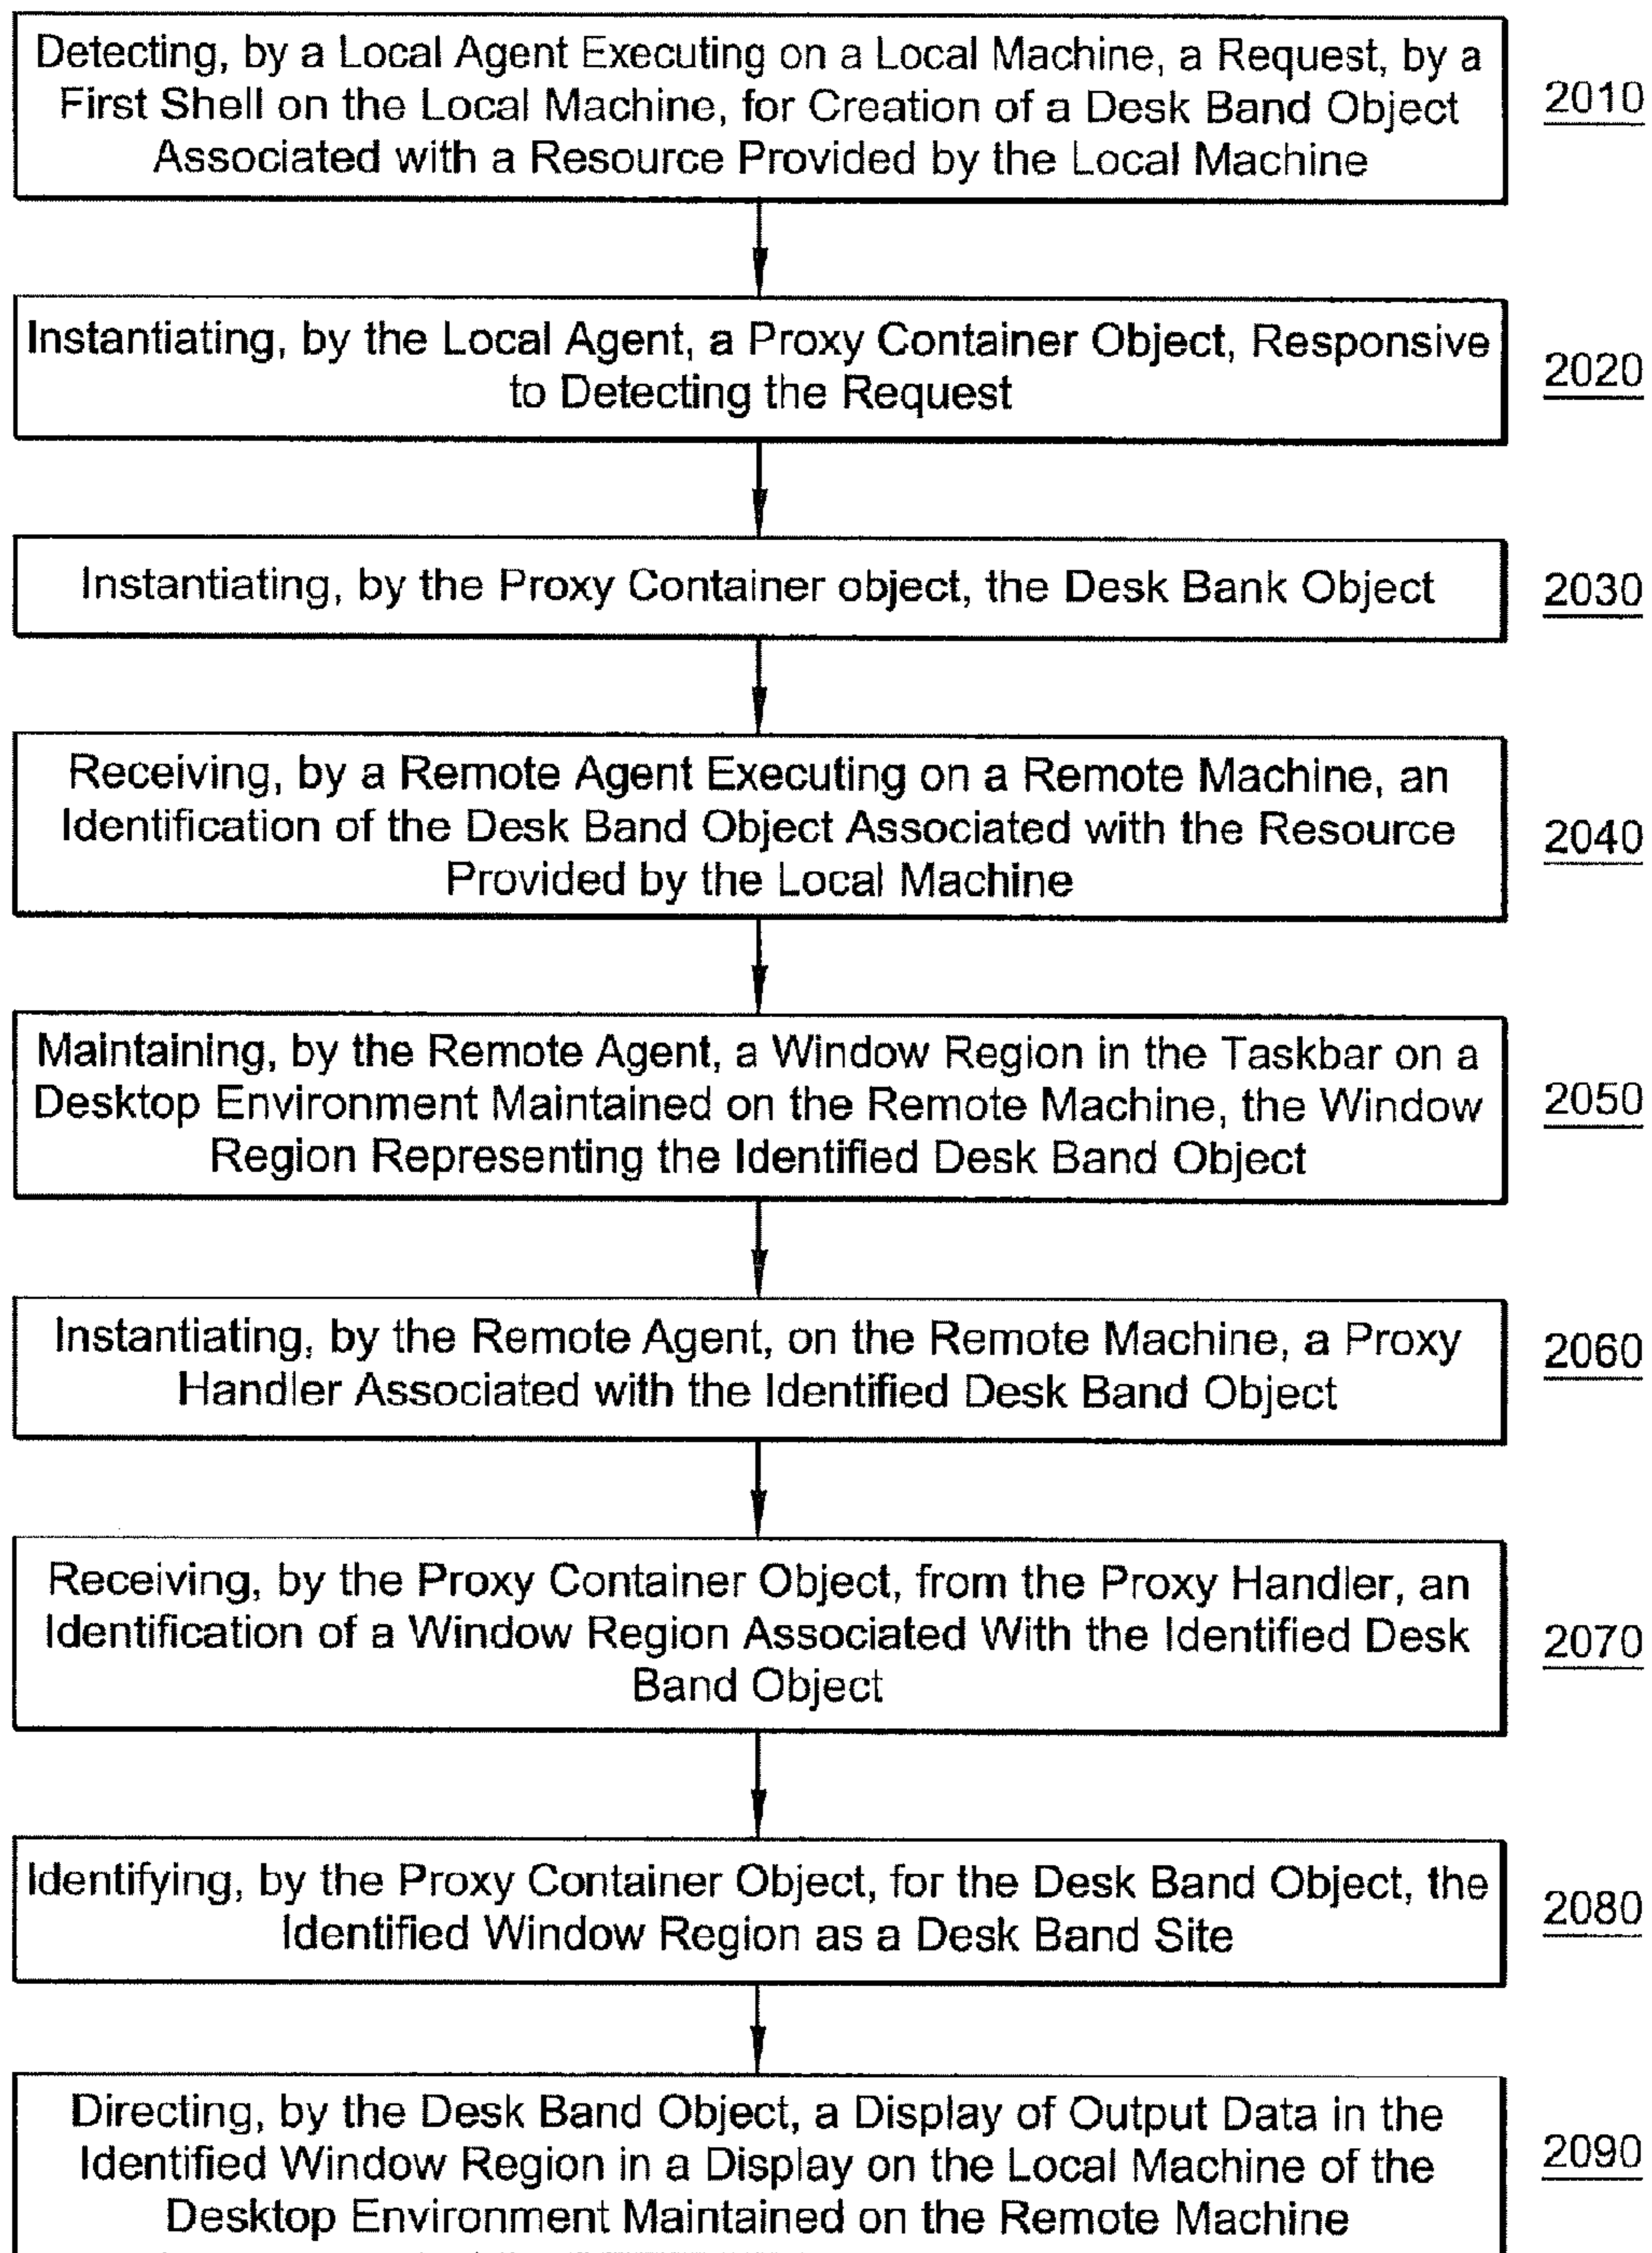 Detecting, by a Local Agent Executing on a Local Machine, a Request, by a
First Shell on the Local Machine, for Creation of a Desk Band Object
Associated with a Resource Provided by the Local Machine
2010
Instantiating, by the Local Agent, a Proxy Container Object, Responsive
to Detecting the Request
2020
Instantiating, by the Proxy Container object, the Desk Bank Object
2030
Receiving, by a Remote Agent Executing on a Remote Machine, an
Identification of the Desk Band Object Associated with the Resource
Provided by the Local Machine
2040
Maintaining, by the Remote Agent, a Window Region in the Taskbar on a
Desktop Environment Maintained on the Remote Machine, the Window
Region Representing the Identified Desk Band Object
2050
Instantiating, by the Remote Agent, on the Remote Machine, a Proxy
Handler Associated with the Identified Desk Band Object
2060
Receiving, by the Proxy Container Object, from the Proxy Handler, an
Identification of a Window Region Associated With the Identified Desk
Band Object
2070
Identifying, by the Proxy Container Object, for the Desk Band Object, the
Identified Window Region as a Desk Band Site
2080
Directing, by the Desk Band Object, a Display of Output Data in the
Identified Window Region in a Display on the Local Machine of the
Desktop Environment Maintained on the Remote Machine
2090